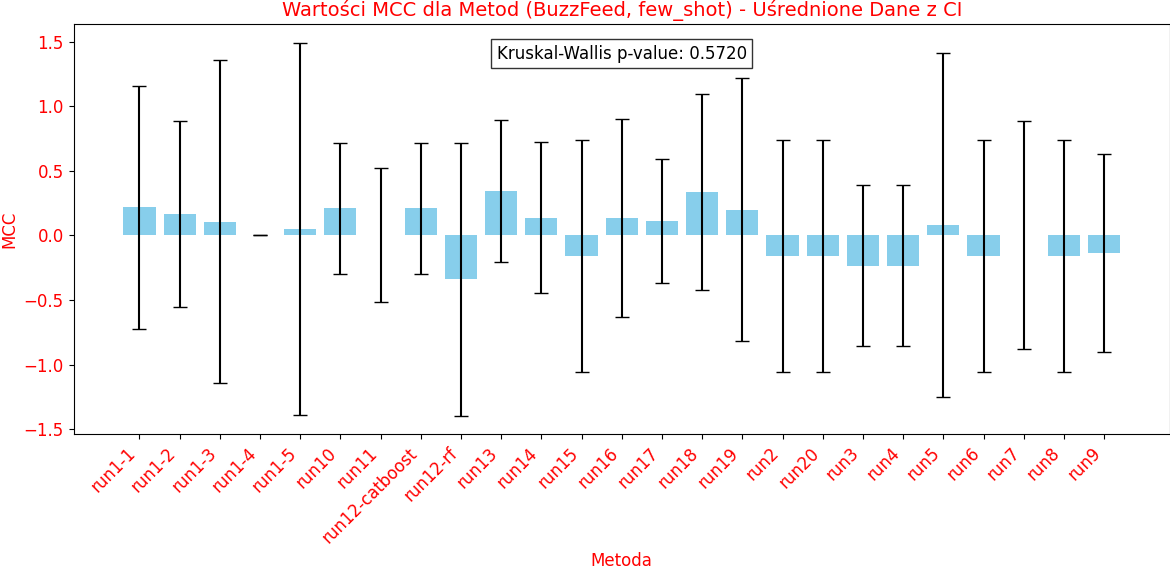 Wartości MCC dla Metod (BuzzFeed, few_shot) - Uśrednione Dane z CI
Kruskal-Wallis p-value: 0.5720
MCC
1.5
1.0
0.5
0.0
−0.5
−1.0
−1.5
run1-1
run1-2
run1-3
run1-4
run1-5
run10
run11
run12-catboost
run12-rf
run13
run14
run15
run16
run17
run18
run19
run2
run20
run3
run4
run5
run6
run7
run8
run9
Metoda